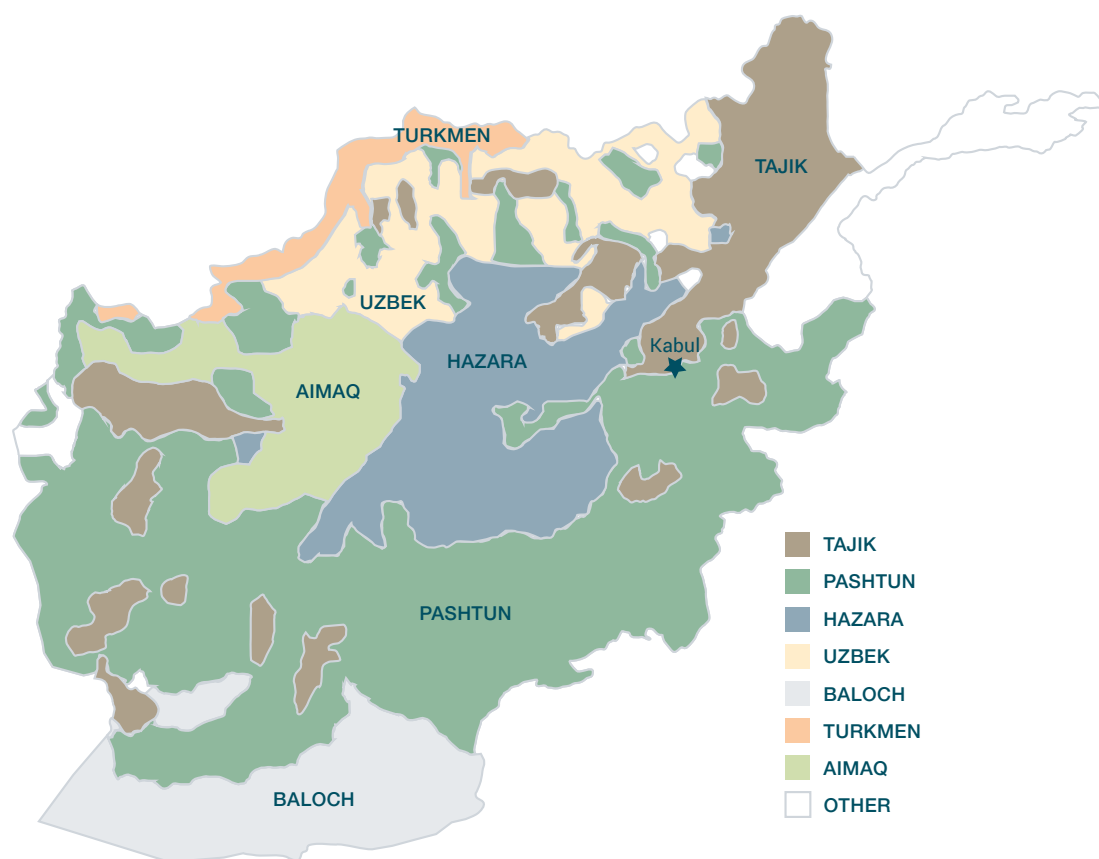 TURKMEN
TAJIK
UZBEK
Kabul
HAZARA
AIMAQ
PASHTUN
BALOCH
TAJIK
PASHTUN
HAZARA
UZBEK
BALOCH
TURKMEN
AIMAQ
OTHER